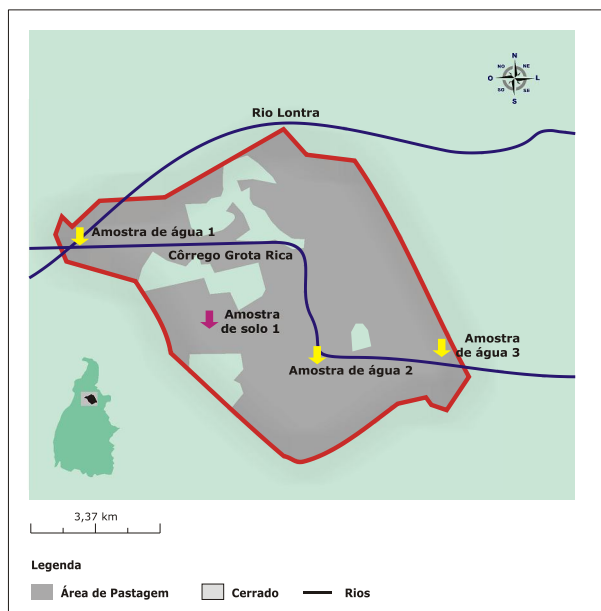 N
NO
NE
O
L
SO
SE
S
Rio Lontra
Amostra de água 1
Côrrego Grota Rica
Amostra
de solo 1
Amostra
de água 3
Amostra de água 2
3,37 km
Legenda
Área de Pastagem
Cerrado
Rios